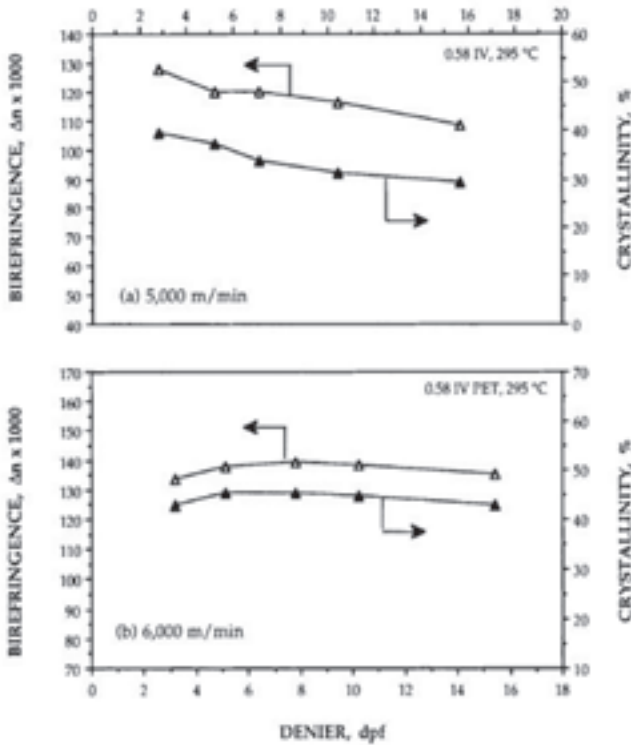 0 2 4 6 8 10 12 14 16 18 20
140 60
0.58 IV, 295 °C
130
120 50
110 40
100
90 30
80 20
70
60 10
50
40 0
BIREFRINGENCE, Δn x 1000
CRYSTALLINITY, %
(a) 5,000 m/min
170 70
0.58 IV PET, 295 °C
160 60
150
140 50
130
120 40
110 30
100
90 20
80
70 10
BIREFRINGENCE, Δn x 1000
CRYSTALLINITY, %
(b) 6,000 m/min
0 2 4 6 8 10 12 14 16 18
DENIER, dpf